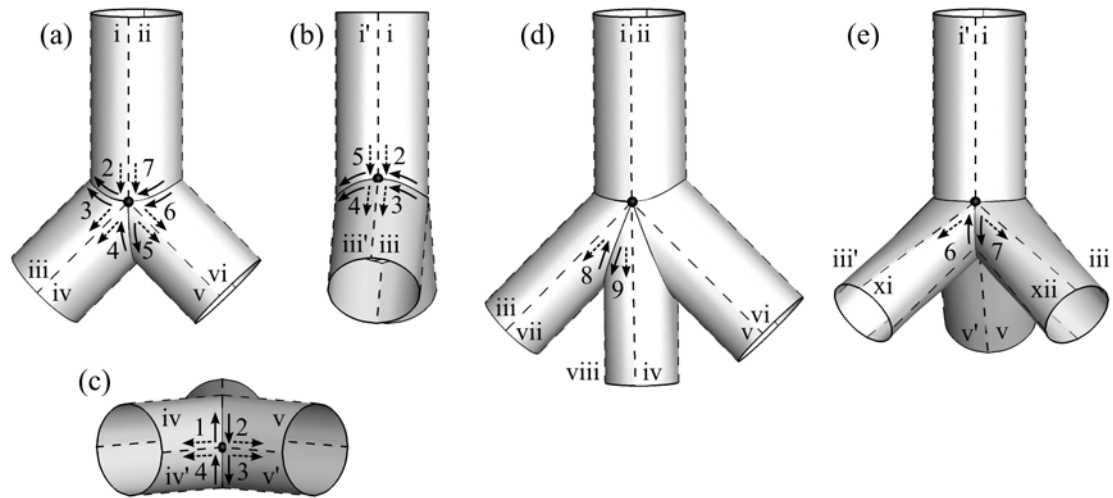 (a) i ii
2 7
3 6
4 5
iii iv v vi
(b) i' i
5 2
4 3
iii' iii
(c) iv v
1 2
4 3
iv' v'
(d) i ii
8 9
iii vii viii iv v vi
(e) i' i
6 7
iii' xi xii iii
v' v